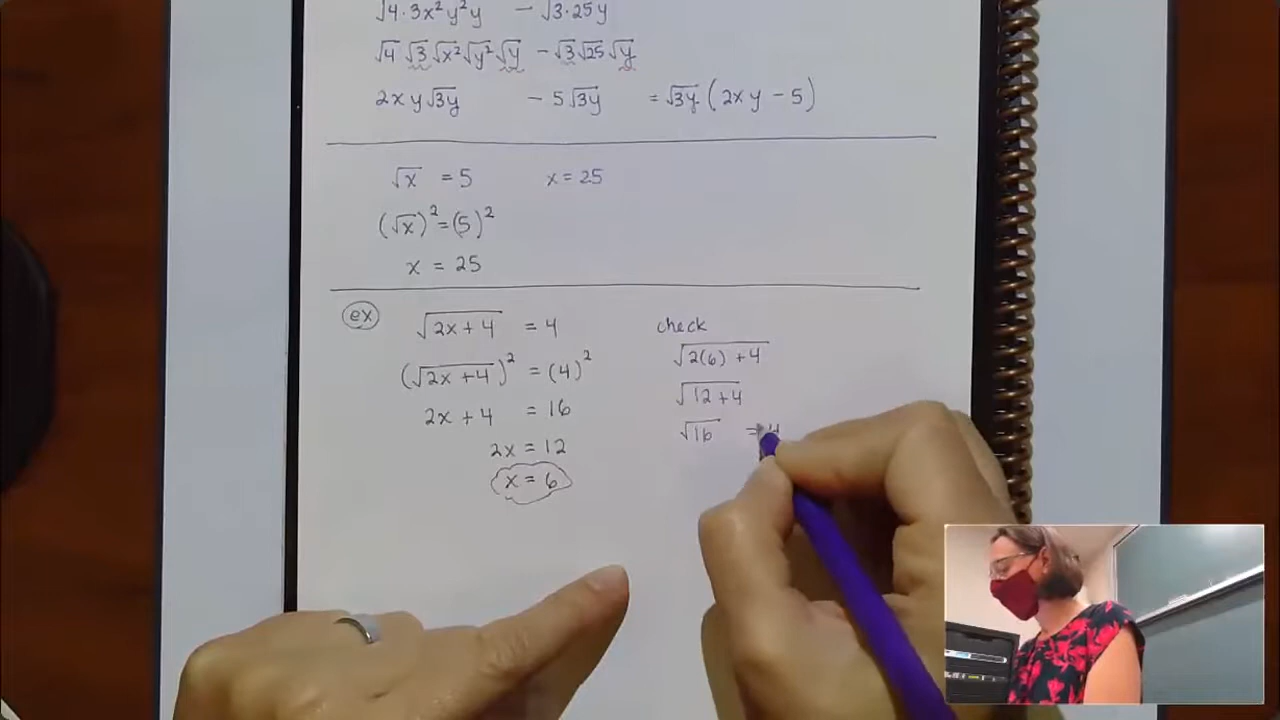 √4·3x²y²y - √3·25y
√4 √3 √x² √y² √y - √3 √25 √y
2xy√3y - 5√3y = √3y (2xy - 5)
√x = 5 x = 25
(√x)² = (5)²
x = 25
ex √2x + 4 = 4
(√2x + 4)² = (4)²
2x + 4 = 16
2x = 12
x = 6
check
√2(6) + 4
√12 + 4
√16 = 4